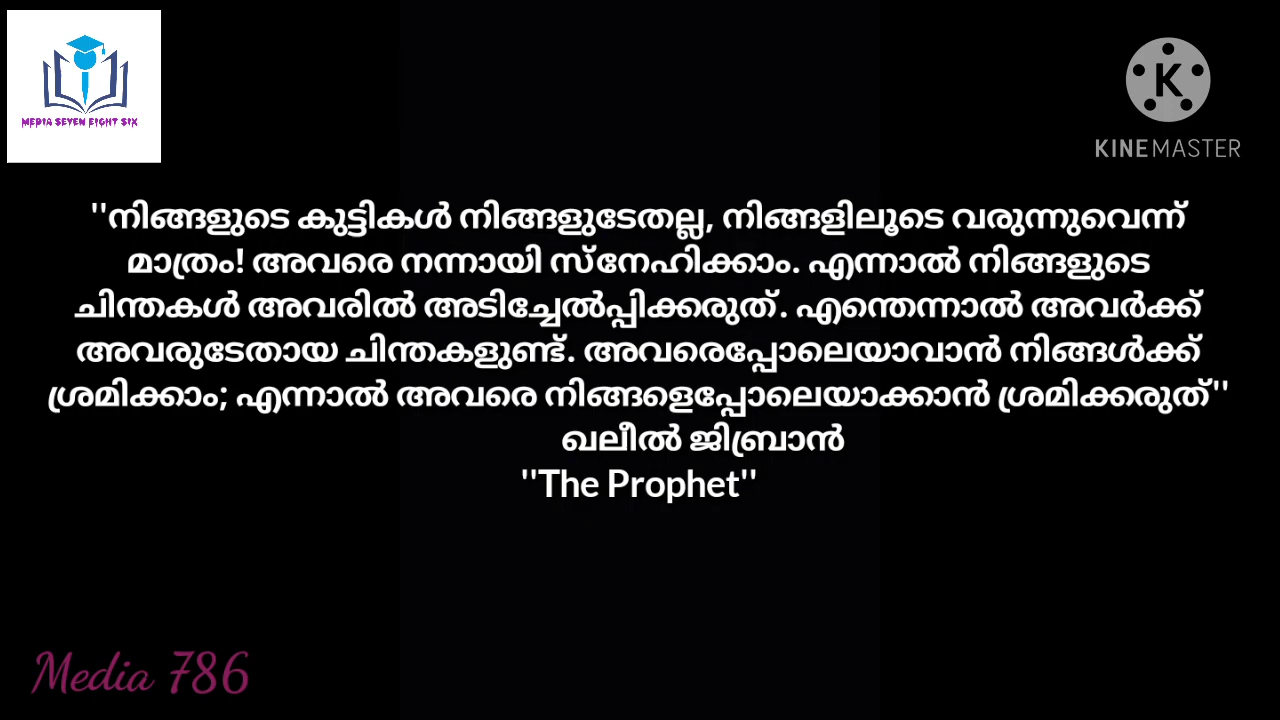 MEDIA SEVEN EIGHT SIX
K
KINEMASTER
''നിങ്ങളുടെ കുട്ടികൾ നിങ്ങളുടേതല്ല, നിങ്ങളിലൂടെ വരുന്നുവെന്ന്
മാത്രം! അവരെ നന്നായി സ്നേഹിക്കാം. എന്നാൽ നിങ്ങളുടെ
ചിന്തകൾ അവരിൽ അടിച്ചേൽപ്പിക്കരുത്. എന്തെന്നാൽ അവർക്ക്
അവരുടേതായ ചിന്തകളുണ്ട്. അവരെപ്പോലെയാവാൻ നിങ്ങൾക്ക്
ശ്രമിക്കാം; എന്നാൽ അവരെ നിങ്ങളെപ്പോലെയാക്കാൻ ശ്രമിക്കരുത്''
ഖലീൽ ജിബ്രാൻ
''The Prophet''
Media 786